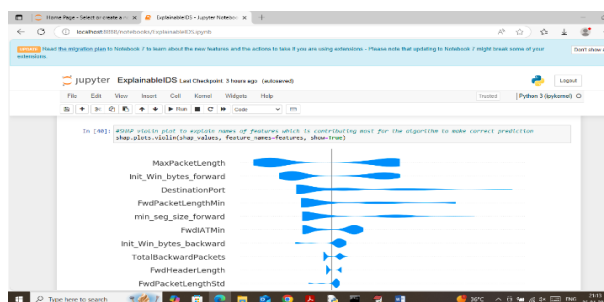 Home Page - Select or create a n
ExplainableIDS - Jupyter Notebo
localhost:8888/notebooks/ExplainableIDS.ipynb
UPDATE Read the migration plan to Notebook 7 to learn about the new features and the actions to take if you are using extensions - Please note that updating to Notebook 7 might break some of your extensions.
Don't show
jupyter ExplainableIDS Last Checkpoint: 3 hours ago (autosaved)
Logout
File Edit View Insert Cell Kernel Widgets Help
Trusted Python 3 (ipykernel)
Run Code
#SHAP violin plot to explain names of features which is contributing most for the algorithm to make correct prediction
shap.plots.violin(shap_values, feature_names=features, show=True)
MaxPacketLength
Init_Win_bytes_forward
DestinationPort
FwdPacketLengthMin
min_seg_size_forward
FwdIATMin
Init_Win_bytes_backward
TotalBackwardPackets
FwdHeaderLength
FwdPacketLengthStd
Type here to search
36°C
ENG
21:15